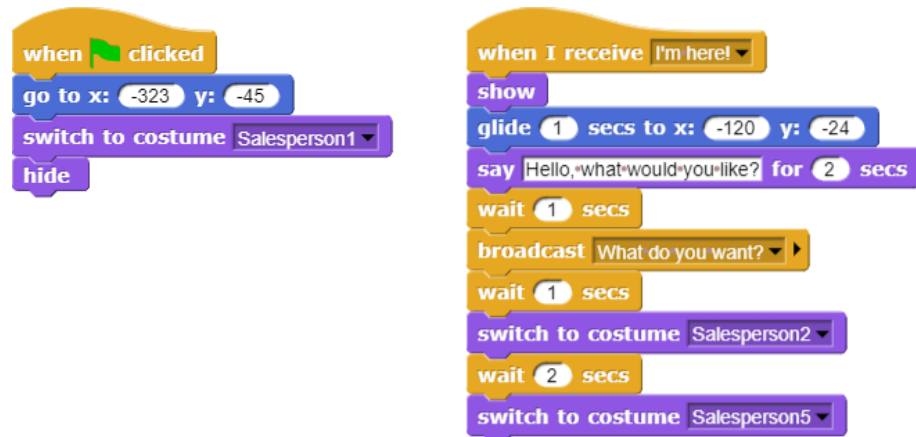 when clicked
go to x: -323 y: -45
switch to costume Salesperson1
hide
when I receive I'm here!
show
glide 1 secs to x: -120 y: -24
say Hello, what would you like? for 2 secs
wait 1 secs
broadcast What do you want?
wait 1 secs
switch to costume Salesperson2
wait 2 secs
switch to costume Salesperson5